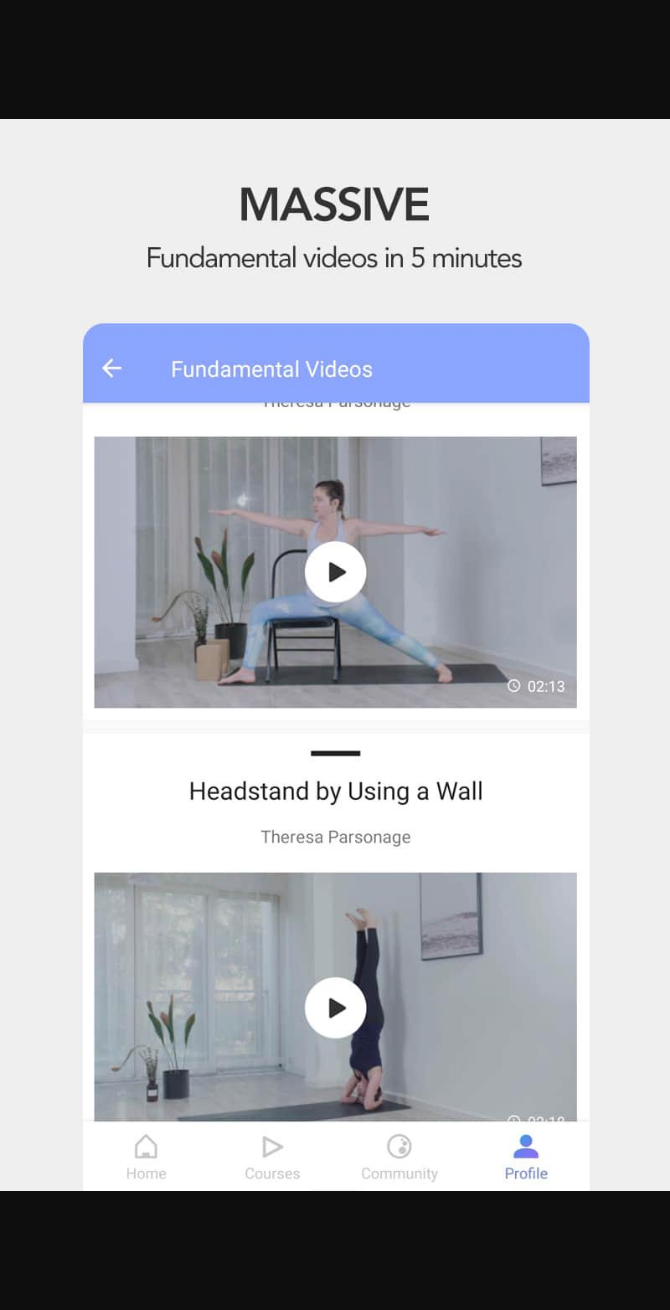 MASSIVE
Fundamental videos in 5 minutes
Fundamental Videos
Theresa Parsonage
02:13
Headstand by Using a Wall
Theresa Parsonage
Home
Courses
Community
Profile